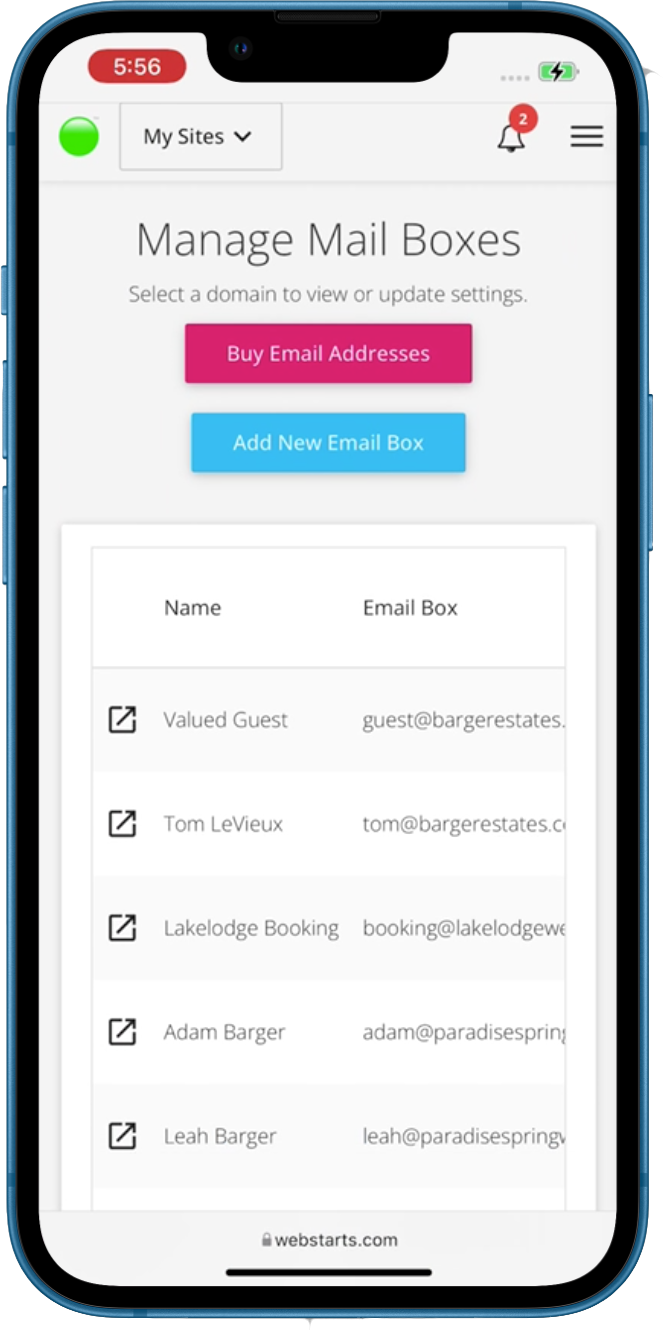 5:56
My Sites
2
Manage Mail Boxes
Select a domain to view or update settings.
Buy Email Addresses
Add New Email Box
Name Email Box
Valued Guest guest@bargerestates.
Tom LeVieux tom@bargerestates.c
Lakelodge Booking booking@lakelodgewe
Adam Barger adam@paradisespring
Leah Barger leah@paradisespringw
webstarts.com